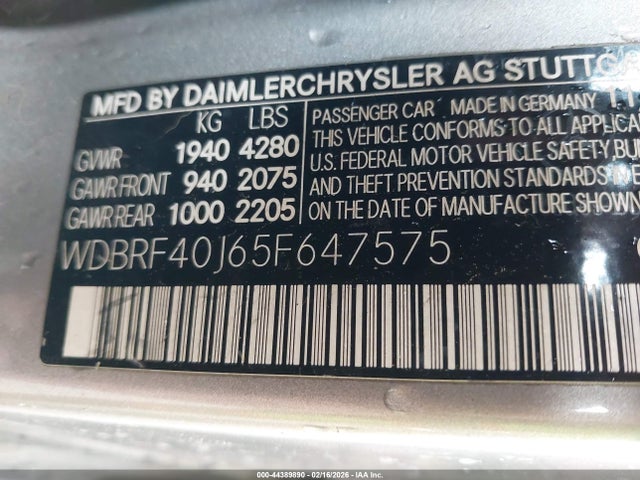 MFD BY DAIMLERCHRYSLER AG
KG LBS
GVWR 1940 4280
GAWR FRONT 940 2075
GAWR REAR 1000 2205
PASSENGER CAR MADE IN GERMANY
THIS VEHICLE CONFORMS TO ALL
U.S. FEDERAL MOTOR VEHICLE SAFETY
AND THEFT PREVENTION STANDARDS
ON THE DATE OF MANUFACTURE SHOWN
WDBRF40J65F647575
000-44389890 - 02/16/2026 - IAA Inc.